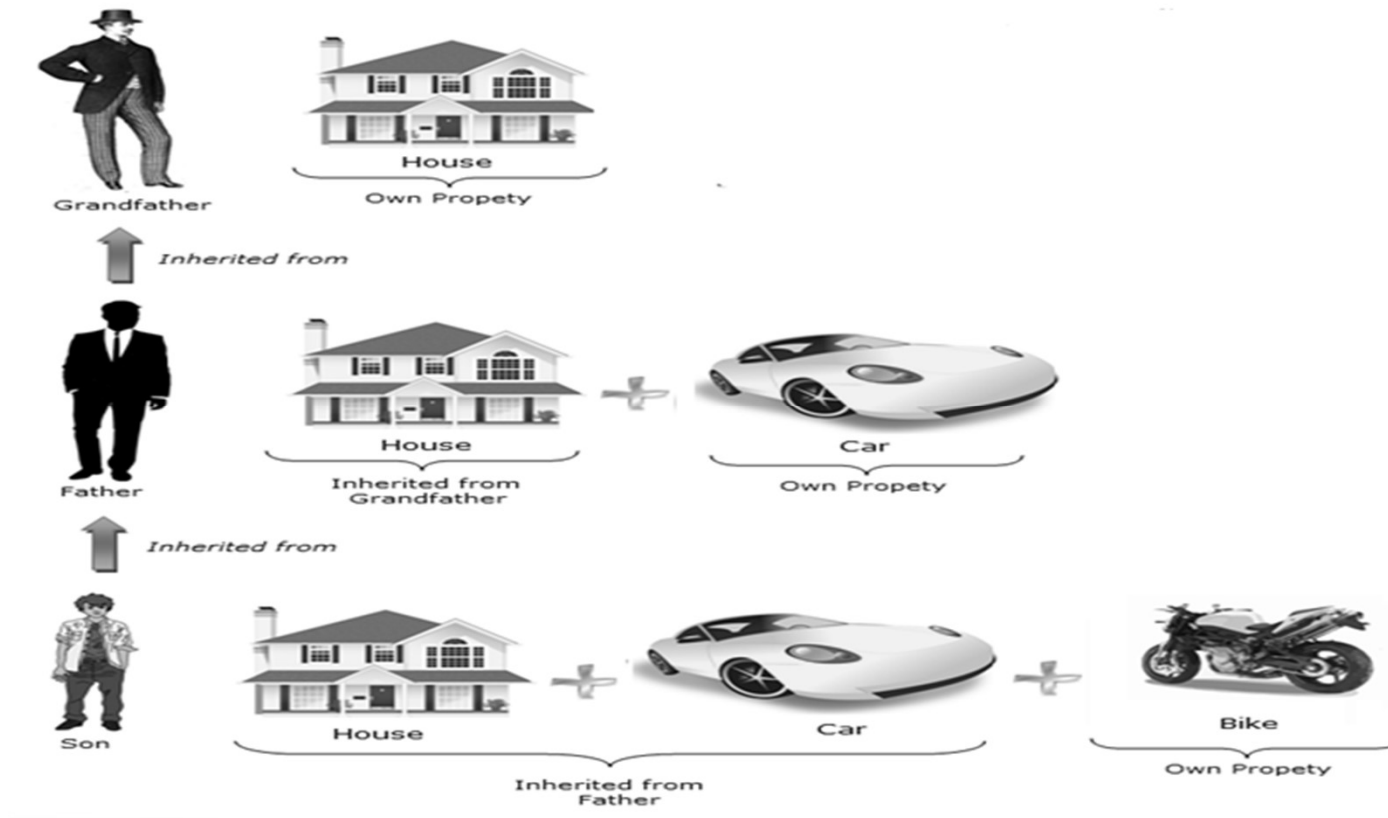 House
Own Propety
Grandfather
Inherited from
House
Car
Inherited from
Grandfather
Own Propety
Father
Inherited from
House
Car
Bike
Son
Inherited from
Father
Own Propety